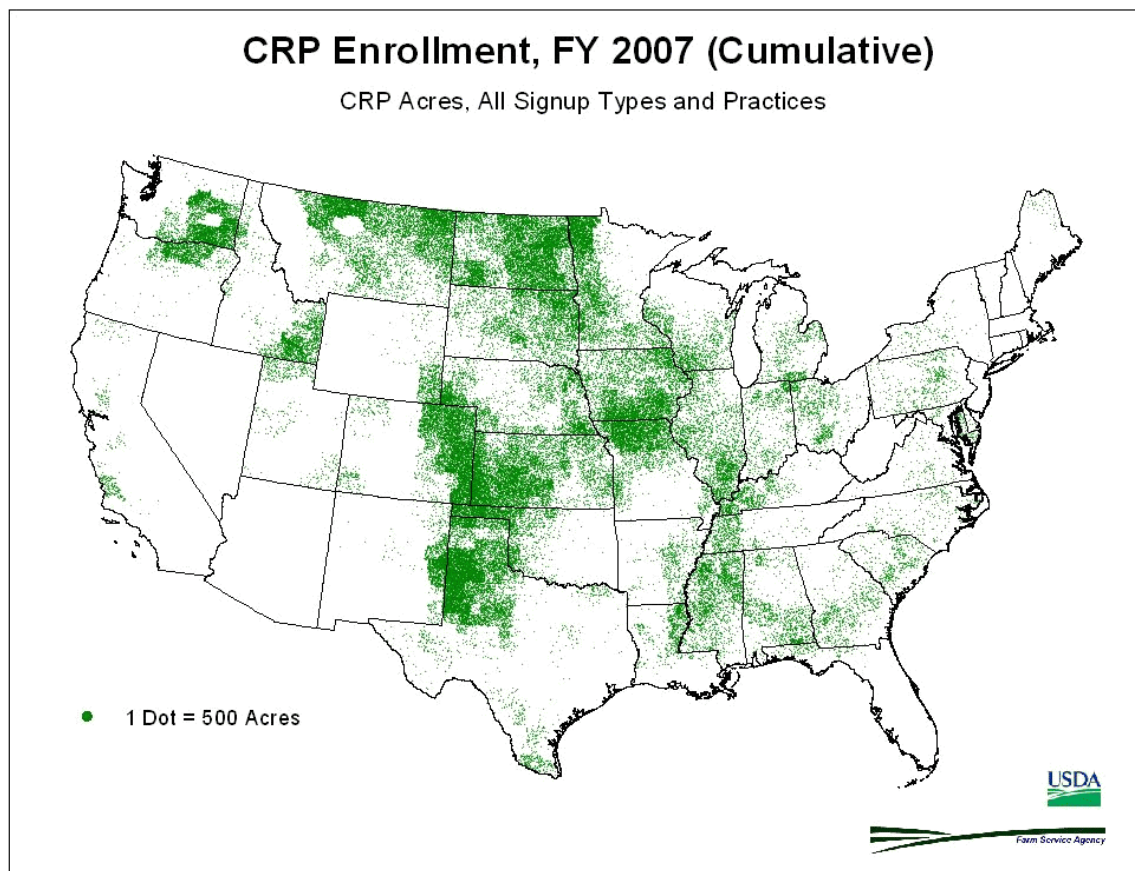 CRP Enrollment, FY 2007 (Cumulative)
CRP Acres, All Signup Types and Practices
1 Dot = 500 Acres
USDA
Farm Service Agency